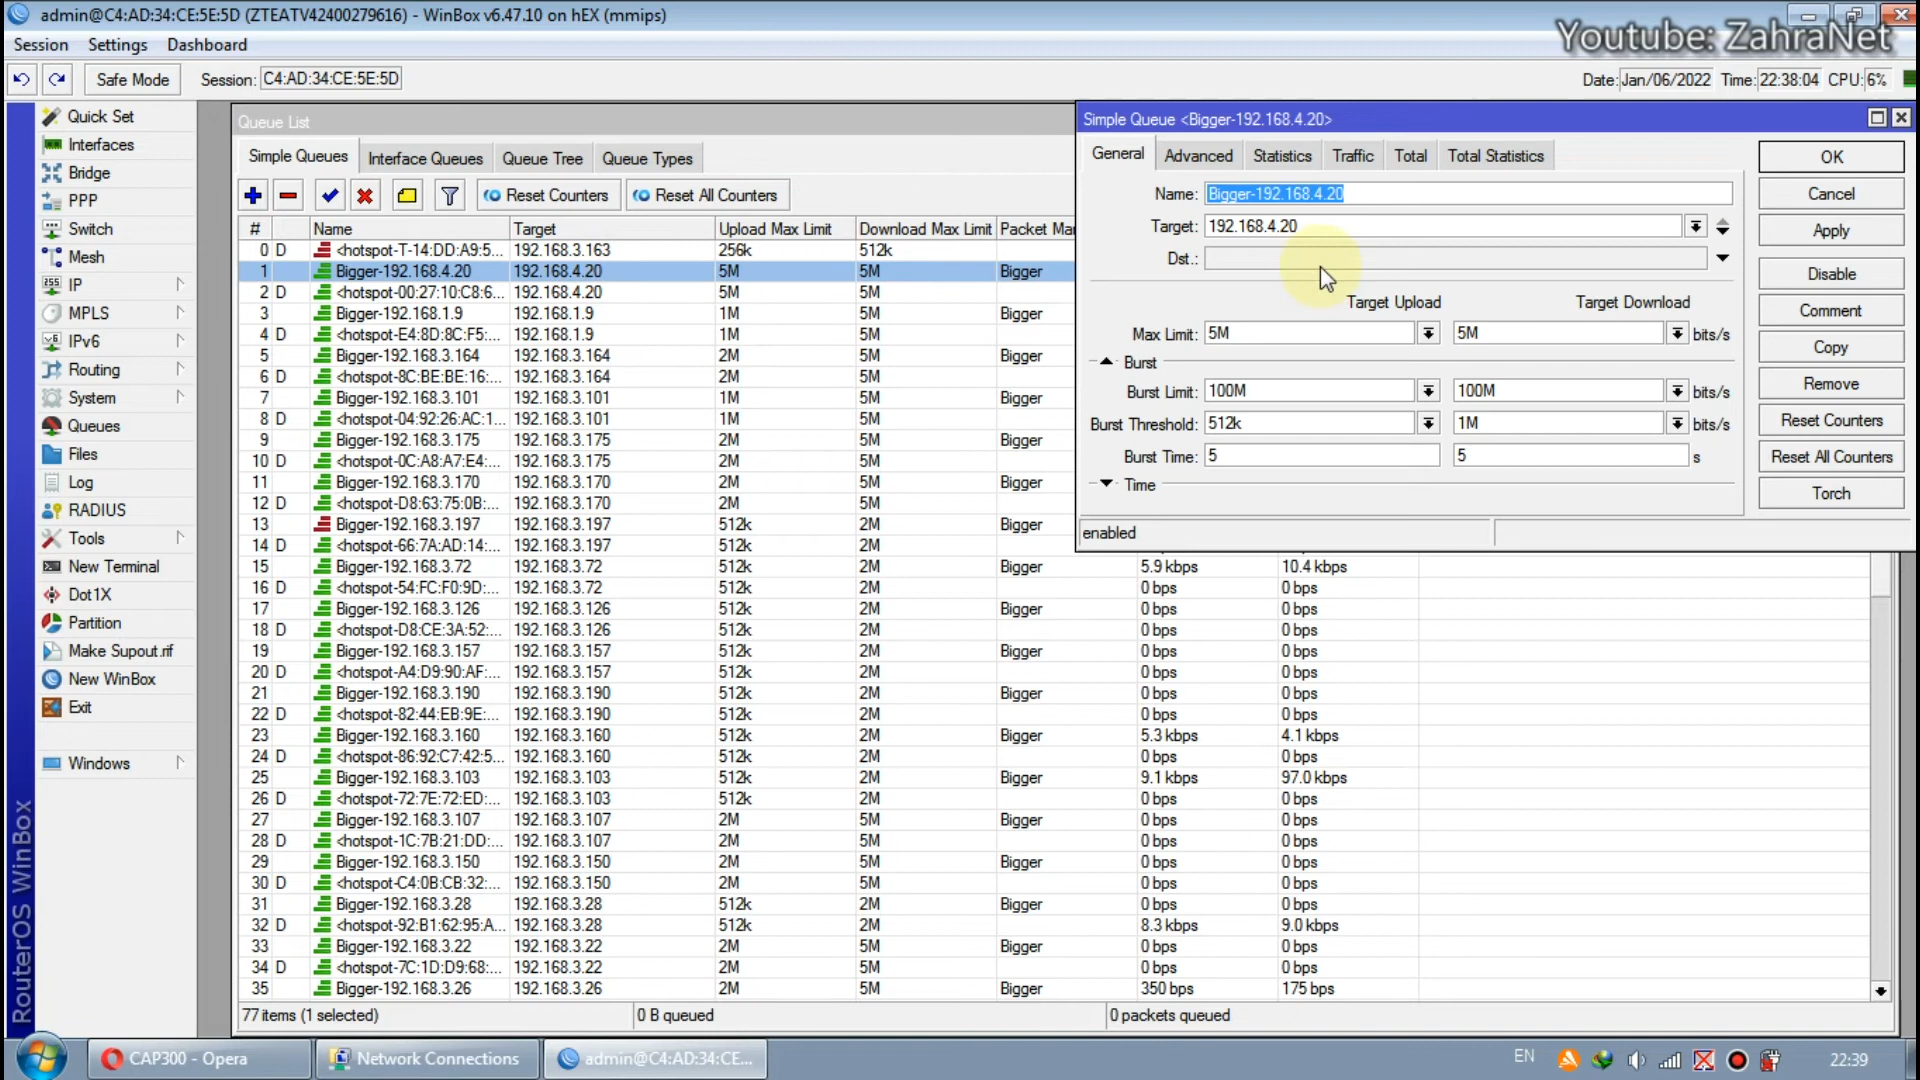 admin@C4:AD:34:CE:5E:5D (ZTEATV42400279616) - WinBox v6.47.10 on hEX (mmips)
Youtube: ZahraNet
Session Settings Dashboard
Safe Mode Session: C4:AD:34:CE:5E:5D Date: Jan/06/2022 Time: 22:38:04 CPU: 6%
Quick Set
Interfaces
Bridge
PPP
Switch
Mesh
IP
MPLS
IPv6
Routing
System
Queues
Files
Log
RADIUS
Tools
New Terminal
Dot1X
Partition
Make Supout.rif
New WinBox
Exit
Windows
RouterOS WinBox
Queue List
Simple Queues Interface Queues Queue Tree Queue Types
Reset Counters Reset All Counters
# Name Target Upload Max Limit Download Max Limit Packet Mar
0 D <hotspot-T-14:DD:A9:5... 192.168.3.163 256k 512k
1 Bigger-192.168.4.20 192.168.4.20 5M 5M Bigger
2 D <hotspot-00:27:10:C8:6... 192.168.4.20 5M 5M
3 Bigger-192.168.1.9 192.168.1.9 1M 5M Bigger
4 D <hotspot-E4:8D:8C:F5:... 192.168.1.9 1M 5M
5 Bigger-192.168.3.164 192.168.3.164 2M 5M Bigger
6 D <hotspot-8C:BE:BE:16:... 192.168.3.164 2M 5M
7 Bigger-192.168.3.101 192.168.3.101 1M 5M Bigger
8 D <hotspot-04:92:26:AC:1... 192.168.3.101 1M 5M
9 Bigger-192.168.3.175 192.168.3.175 2M 5M Bigger
10 D <hotspot-0C:A8:A7:E4:... 192.168.3.175 2M 5M
11 Bigger-192.168.3.170 192.168.3.170 2M 5M Bigger
12 D <hotspot-D8:63:75:0B:... 192.168.3.170 2M 5M
13 Bigger-192.168.3.197 192.168.3.197 512k 2M Bigger
14 D <hotspot-66:7A:AD:14:... 192.168.3.197 512k 2M
15 Bigger-192.168.3.72 192.168.3.72 512k 2M Bigger 5.9 kbps 10.4 kbps
16 D <hotspot-54:FC:F0:9D:... 192.168.3.72 512k 2M 0 bps 0 bps
17 Bigger-192.168.3.126 192.168.3.126 512k 2M Bigger 0 bps 0 bps
18 D <hotspot-D8:CE:3A:52:... 192.168.3.126 512k 2M 0 bps 0 bps
19 Bigger-192.168.3.157 192.168.3.157 512k 2M Bigger 0 bps 0 bps
20 D <hotspot-A4:D9:90:AF:... 192.168.3.157 512k 2M 0 bps 0 bps
21 Bigger-192.168.3.190 192.168.3.190 512k 2M Bigger 0 bps 0 bps
22 D <hotspot-82:44:EB:9E:... 192.168.3.190 512k 2M 0 bps 0 bps
23 Bigger-192.168.3.160 192.168.3.160 512k 2M Bigger 5.3 kbps 4.1 kbps
24 D <hotspot-86:92:C7:42:5... 192.168.3.160 512k 2M 0 bps 0 bps
25 Bigger-192.168.3.103 192.168.3.103 512k 2M Bigger 9.1 kbps 97.0 kbps
26 D <hotspot-72:7E:72:ED:... 192.168.3.103 512k 2M 0 bps 0 bps
27 Bigger-192.168.3.107 192.168.3.107 2M 5M Bigger 0 bps 0 bps
28 D <hotspot-1C:7B:21:DD:... 192.168.3.107 2M 5M 0 bps 0 bps
29 Bigger-192.168.3.150 192.168.3.150 2M 5M Bigger 0 bps 0 bps
30 D <hotspot-C4:0B:CB:32:... 192.168.3.150 2M 5M 0 bps 0 bps
31 Bigger-192.168.3.28 192.168.3.28 512k 2M Bigger 0 bps 0 bps
32 D <hotspot-92:B1:62:95:A... 192.168.3.28 512k 2M 8.3 kbps 9.0 kbps
33 Bigger-192.168.3.22 192.168.3.22 2M 5M Bigger 0 bps 0 bps
34 D <hotspot-7C:1D:D9:68:... 192.168.3.22 2M 5M 0 bps 0 bps
35 Bigger-192.168.3.26 192.168.3.26 2M 5M Bigger 350 bps 175 bps
77 items (1 selected) 0 B queued 0 packets queued
Simple Queue <Bigger-192.168.4.20>
General Advanced Statistics Traffic Total Total Statistics
Name: Bigger-192.168.4.20
Target: 192.168.4.20
Dst.:
Target Upload Target Download
Max Limit: 5M 5M bits/s
Burst
Burst Limit: 100M 100M bits/s
Burst Threshold: 512k 1M bits/s
Burst Time: 5 5 s
Time
enabled
OK
Cancel
Apply
Disable
Comment
Copy
Remove
Reset Counters
Reset All Counters
Torch
CAP300 - Opera Network Connections admin@C4:AD:34:CE... EN 22:39